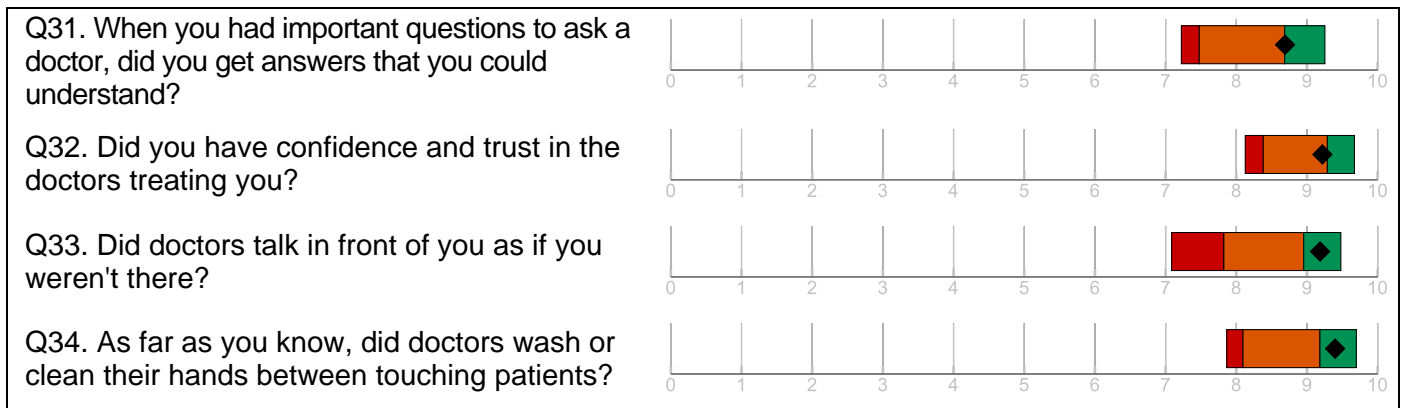 Q31. When you had important questions to ask a
doctor, did you get answers that you could
understand?
0 1 2 3 4 5 6 7 8 9 10
Q32. Did you have confidence and trust in the
doctors treating you?
0 1 2 3 4 5 6 7 8 9 10
Q33. Did doctors talk in front of you as if you
weren't there?
0 1 2 3 4 5 6 7 8 9 10
Q34. As far as you know, did doctors wash or
clean their hands between touching patients?
0 1 2 3 4 5 6 7 8 9 10